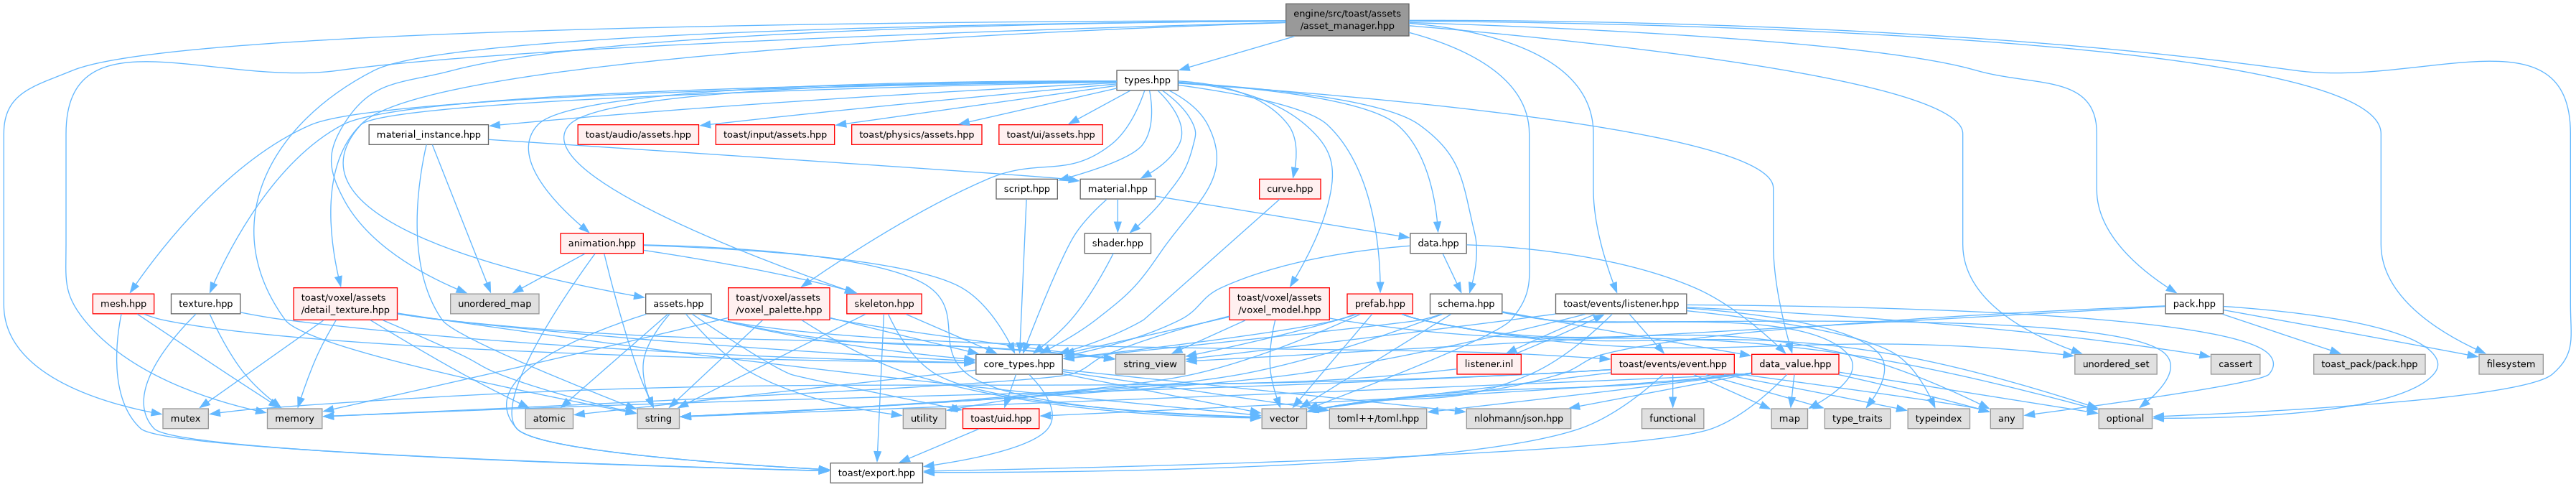 engine/src/toast/assets
/asset_manager.hpp
types.hpp
material_instance.hpp
toast/audio/assets.hpp
toast/input/assets.hpp
toast/physics/assets.hpp
toast/ui/assets.hpp
script.hpp
material.hpp
curve.hpp
animation.hpp
shader.hpp
data.hpp
mesh.hpp
texture.hpp
toast/voxel/assets
/detail_texture.hpp
unordered_map
assets.hpp
toast/voxel/assets
/voxel_palette.hpp
skeleton.hpp
toast/voxel/assets
/voxel_model.hpp
prefab.hpp
schema.hpp
toast/events/listener.hpp
pack.hpp
core_types.hpp
string_view
listener.inl
toast/events/event.hpp
data_value.hpp
unordered_set
cassert
toast_pack/pack.hpp
filesystem
mutex
memory
atomic
string
utility
toast/uid.hpp
vector
toml++/toml.hpp
nlohmann/json.hpp
functional
map
type_traits
typeindex
any
optional
toast/export.hpp